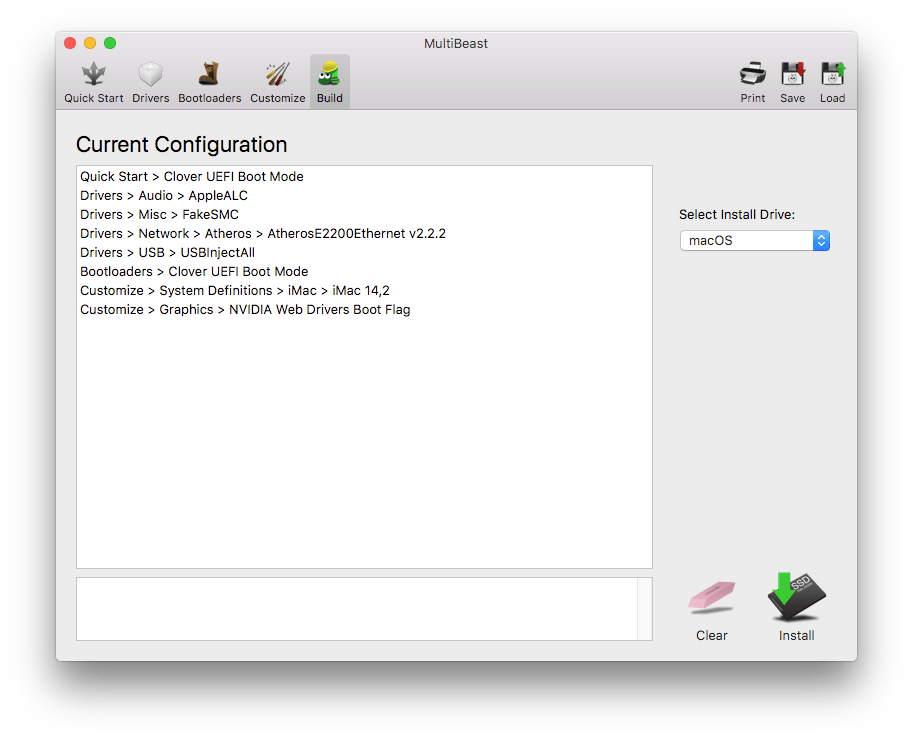 MultiBeast
Quick Start Drivers Bootloaders Customize Build Print Save Load
Current Configuration
Quick Start > Clover UEFI Boot Mode
Drivers > Audio > AppleALC
Drivers > Misc > FakeSMC
Drivers > Network > Atheros > AtherosE2200Ethernet v2.2.2
Drivers > USB > USBInjectAll
Bootloaders > Clover UEFI Boot Mode
Customize > System Definitions > iMac > iMac 14,2
Customize > Graphics > NVIDIA Web Drivers Boot Flag
Select Install Drive:
macOS
SSD
Clear Install